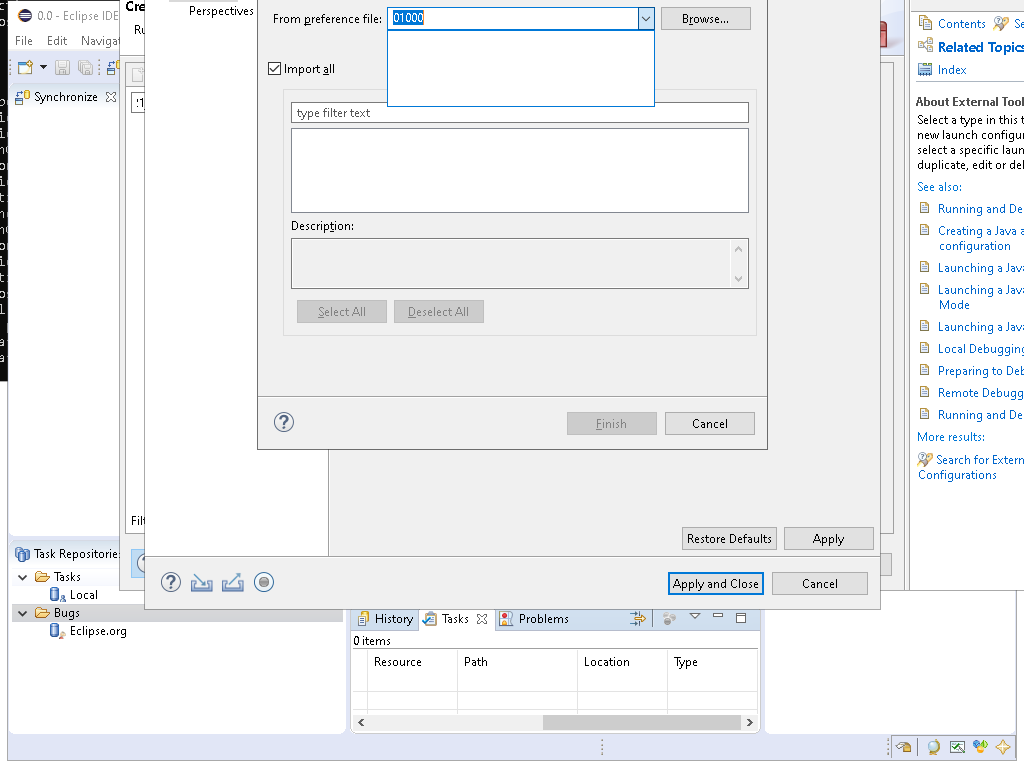 0.0 - Eclipse IDE
File Edit Navigat
Synchronize
Cre
Ru
Filt
Perspectives
From preference file: 01000 Browse...
Import all
type filter text
Description:
Select All Deselect All
Finish Cancel
Restore Defaults Apply
Apply and Close Cancel
Contents Se
Related Topics
Index
About External Tool
Select a type in this t
new launch configur
select a specific laun
duplicate, edit or del
See also:
Running and De
Creating a Java a
configuration
Launching a Java
Launching a Java
Mode
Launching a Java
Local Debugging
Preparing to Deb
Remote Debugg
Running and De
More results:
Search for Extern
Configurations
Task Repositorie
Tasks
Local
Bugs
Eclipse.org
History Tasks Problems
0 items
Resource Path Location Type